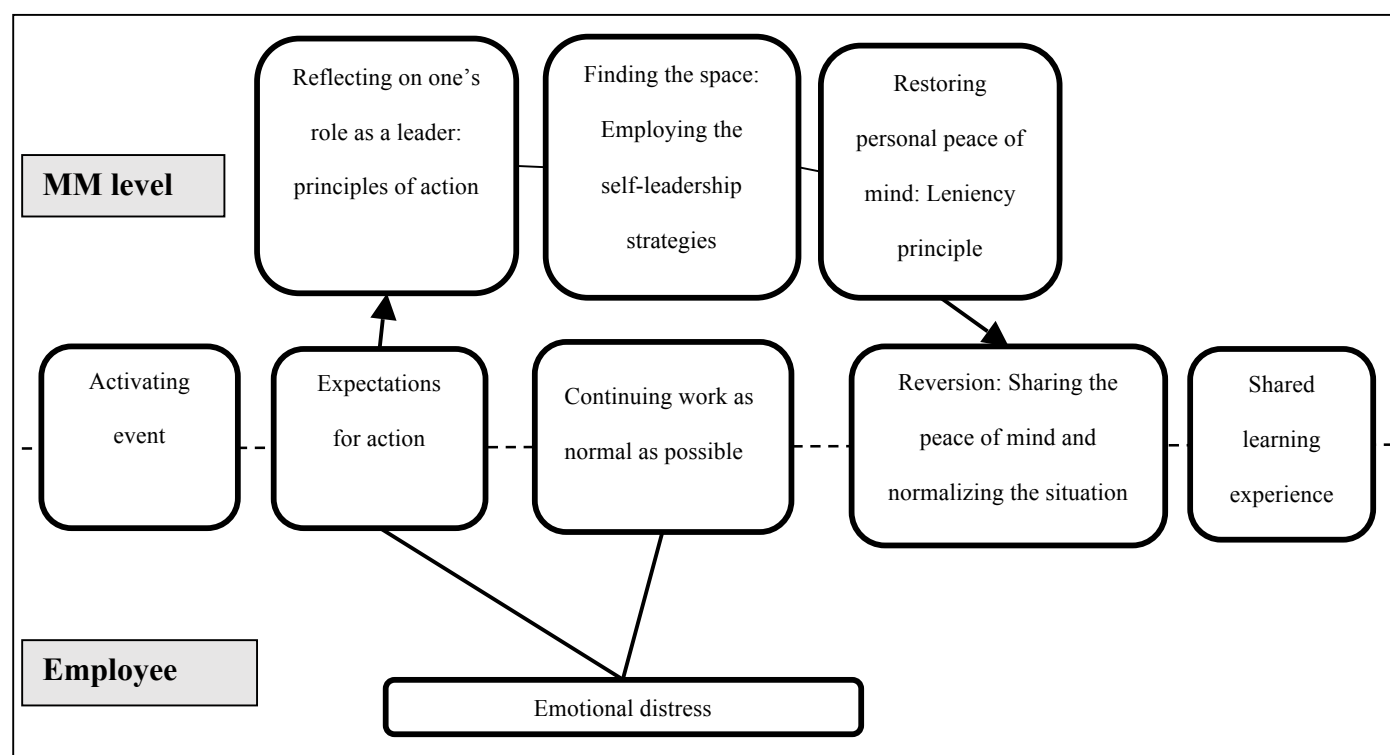 MM level
Reflecting on one’s
role as a leader:
principles of action
Finding the space:
Employing the
self-leadership
strategies
Restoring
personal peace of
mind: Leniency
principle
Activating
event
Expectations
for action
Continuing work as
normal as possible
Reversion: Sharing the
peace of mind and
normalizing the situation
Shared
learning
experience
Employee
Emotional distress